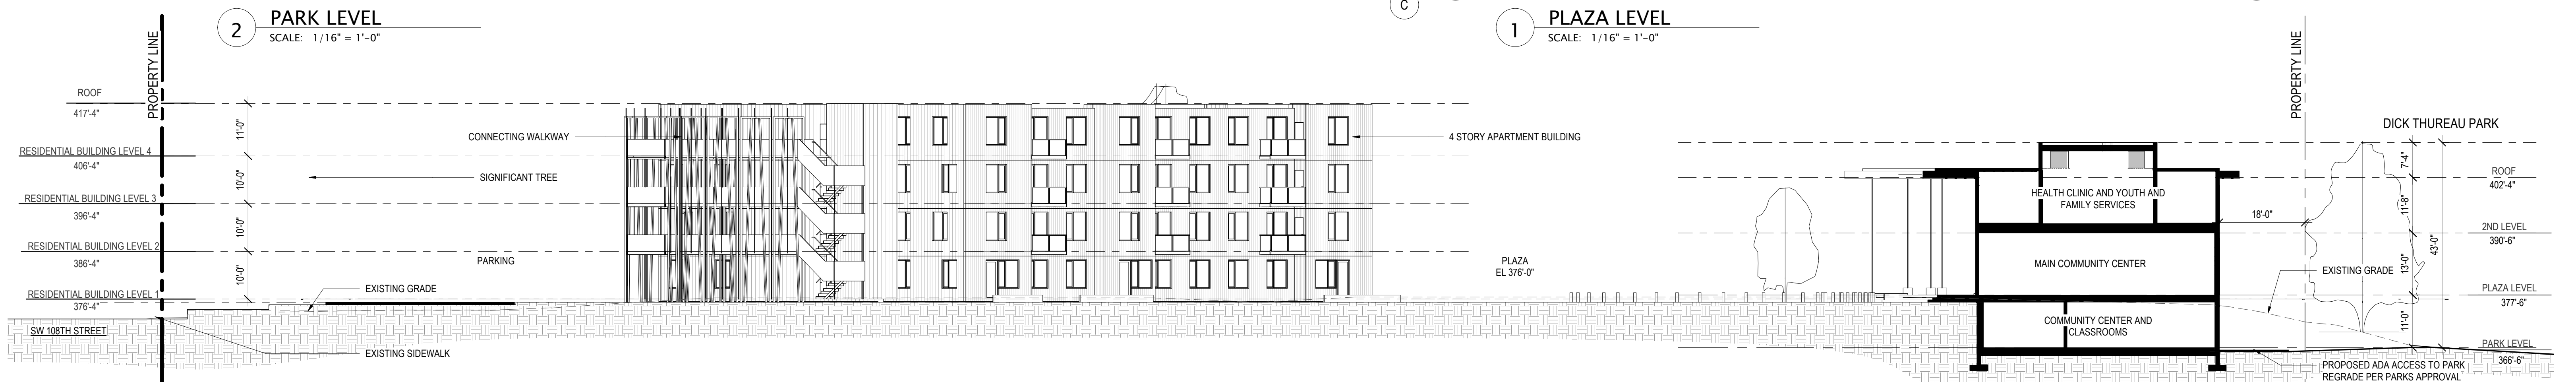 2
PARK LEVEL
SCALE: 1/16" = 1'-0"
C
1
PLAZA LEVEL
SCALE: 1/16" = 1'-0"
PROPERTY LINE
ROOF
417'-4"
11'-0"
RESIDENTIAL BUILDING LEVEL 4
406'-4"
10'-0"
RESIDENTIAL BUILDING LEVEL 3
396'-4"
10'-0"
RESIDENTIAL BUILDING LEVEL 2
386'-4"
10'-0"
RESIDENTIAL BUILDING LEVEL 1
376'-4"
SW 108TH STREET
CONNECTING WALKWAY
SIGNIFICANT TREE
PARKING
EXISTING GRADE
EXISTING SIDEWALK
4 STORY APARTMENT BUILDING
PLAZA
EL 376'-0"
HEALTH CLINIC AND YOUTH AND
FAMILY SERVICES
MAIN COMMUNITY CENTER
COMMUNITY CENTER AND
CLASSROOMS
18'-0"
PROPERTY LINE
DICK THUREAU PARK
7'-4"
ROOF
402'-4"
11'-8"
2ND LEVEL
390'-6"
43'-0"
13'-0"
EXISTING GRADE
PLAZA LEVEL
377'-6"
11'-0"
PARK LEVEL
366'-6"
PROPOSED ADA ACCESS TO PARK
REGRADE PER PARKS APPROVAL